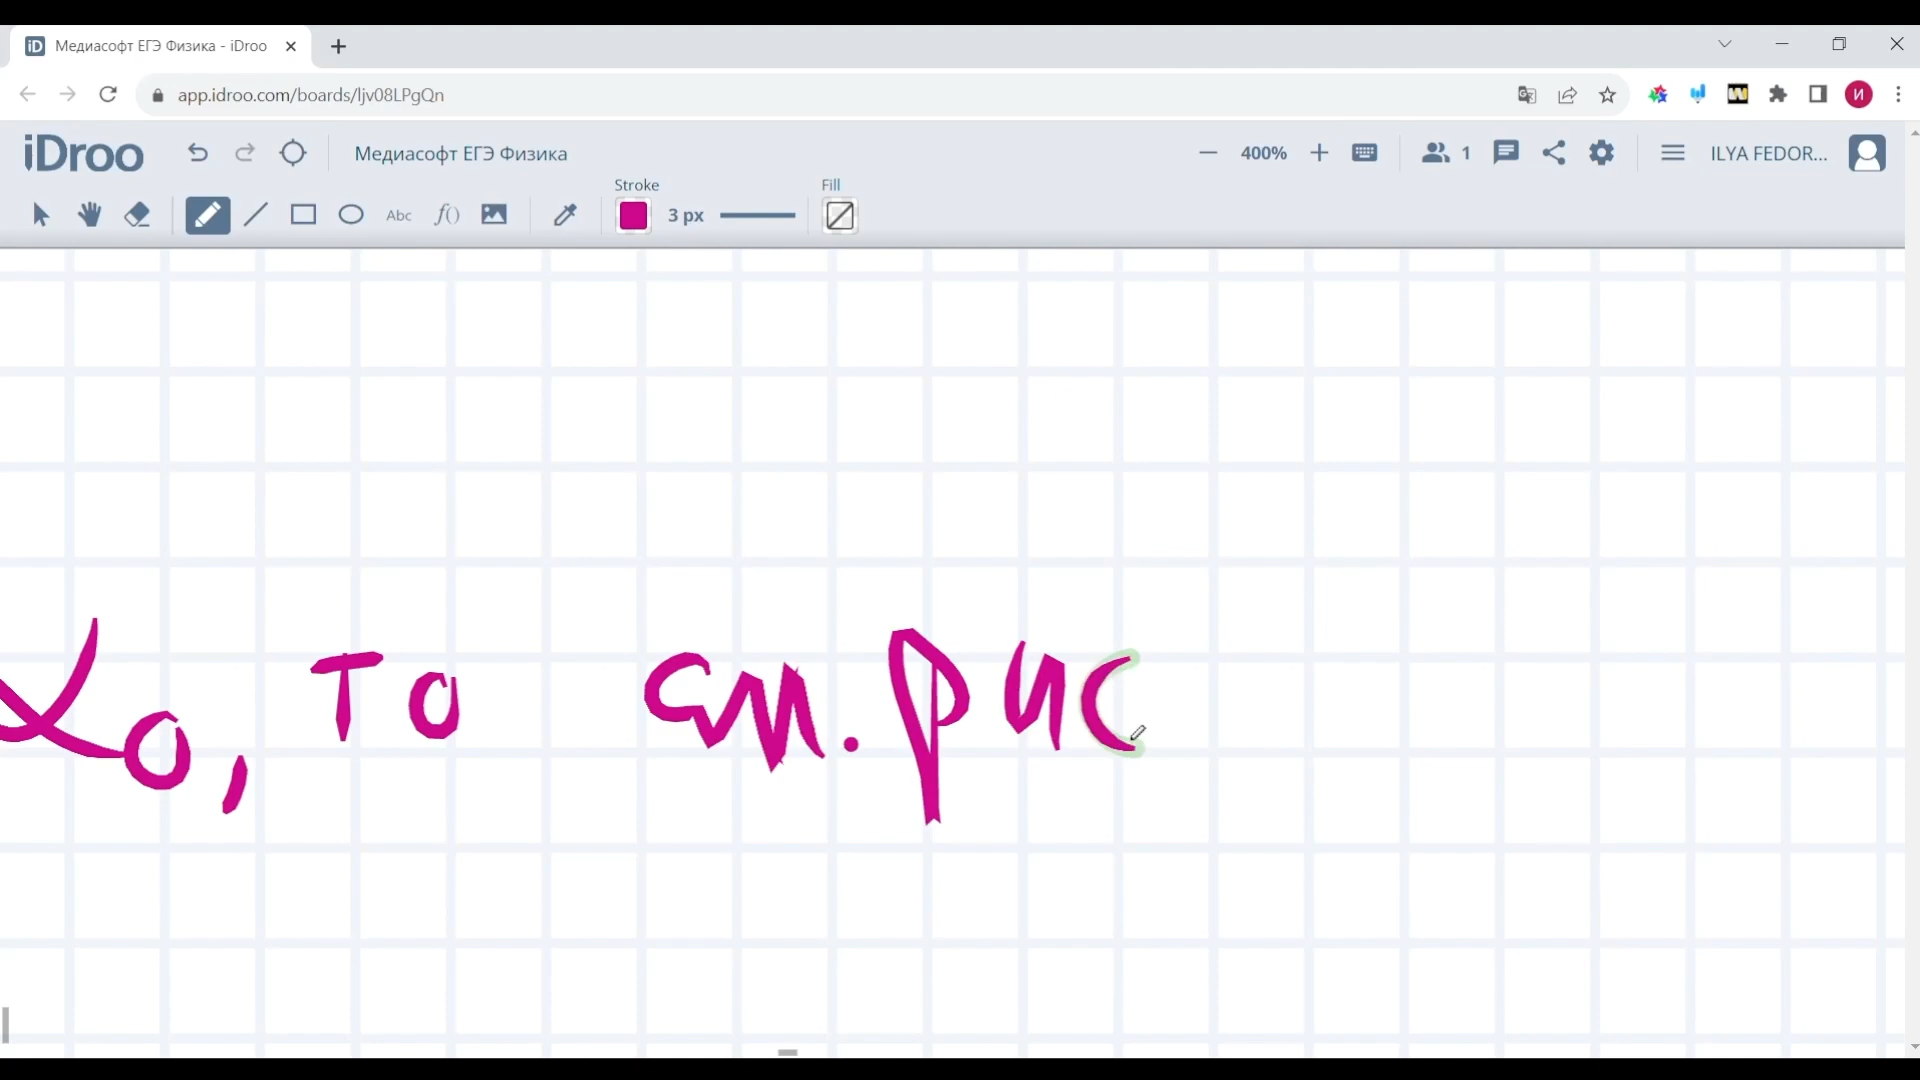 Медиасофт ЕГЭ Физика - iDroo
app.idroo.com/boards/ljv08LPgQn
И
iDroo
Медиасофт ЕГЭ Физика
400%
1
ILYA FEDOR...
Abc
f()
Stroke
3 px
Fill
α₀, то см. рис